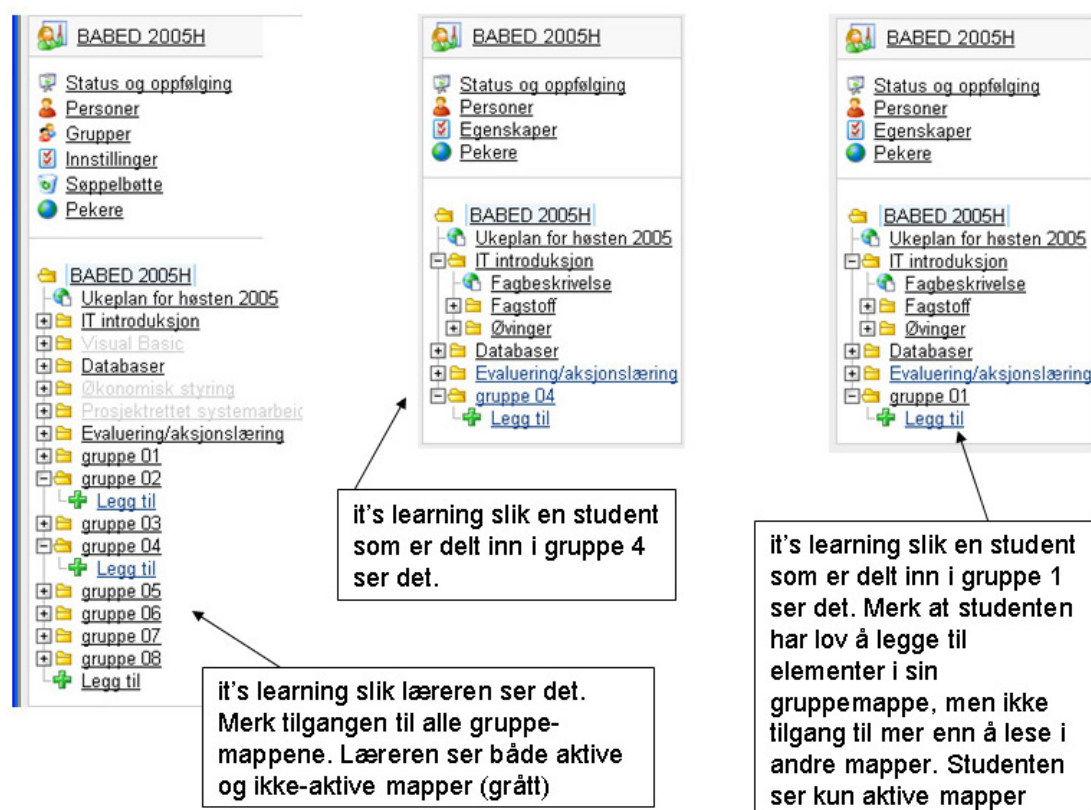 BABED 2005H
Status og oppfølging
Personer
Grupper
Innstillinger
Søppelbøtte
Pekere
BABED 2005H
Ukeplan for høsten 2005
IT introduksjon
Visual Basic
Databaser
Økonomisk styring
Prosjektrettet systemarbeid
Evaluering/aksjonslæring
gruppe 01
gruppe 02
Legg til
gruppe 03
gruppe 04
Legg til
gruppe 05
gruppe 06
gruppe 07
gruppe 08
Legg til
BABED 2005H
Status og oppfølging
Personer
Egenskaper
Pekere
BABED 2005H
Ukeplan for høsten 2005
IT introduksjon
Fagbeskrivelse
Fagstoff
Øvinger
Databaser
Evaluering/aksjonslæring
gruppe 04
Legg til
BABED 2005H
Status og oppfølging
Personer
Egenskaper
Pekere
BABED 2005H
Ukeplan for høsten 2005
IT introduksjon
Fagbeskrivelse
Fagstoff
Øvinger
Databaser
Evaluering/aksjonslæring
gruppe 01
Legg til
it's learning slik en student
som er delt inn i gruppe 4
ser det.
it's learning slik læreren ser det.
Merk tilgangen til alle gruppe-
mappene. Læreren ser både aktive
og ikke-aktive mapper (grått)
it's learning slik en student
som er delt inn i gruppe 1
ser det. Merk at studenten
har lov å legge til
elementer i sin
gruppemappe, men ikke
tilgang til mer enn å lese i
andre mapper. Studenten
ser kun aktive mapper